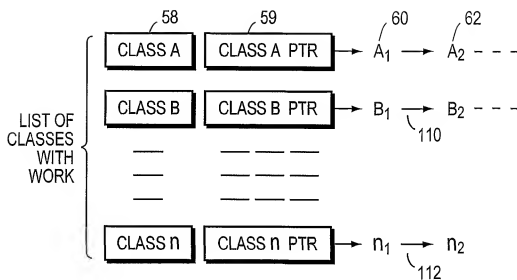 58 59 60 62
CLASS A CLASS A PTR A₁ A₂
CLASS B CLASS B PTR B₁ B₂
110
LIST OF
CLASSES
WITH
WORK
CLASS n CLASS n PTR n₁ n₂
112